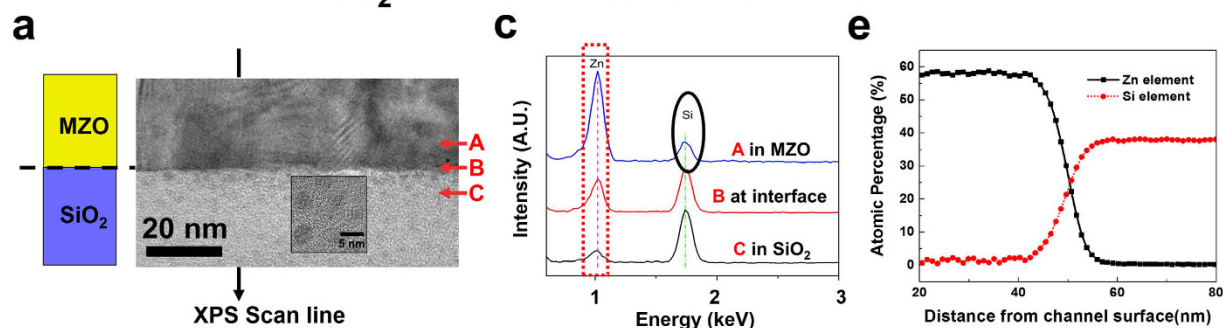 2
a
MZO
SiO₂
20 nm
5 nm
A
B
C
XPS Scan line
c
Intensity (A.U.)
Zn
Si
A in MZO
B at interface
C in SiO₂
1
2
3
Energy (keV)
e
Atomic Percentage (%)
60
50
40
30
20
10
0
Zn element
Si element
20
40
60
80
Distance from channel surface(nm)